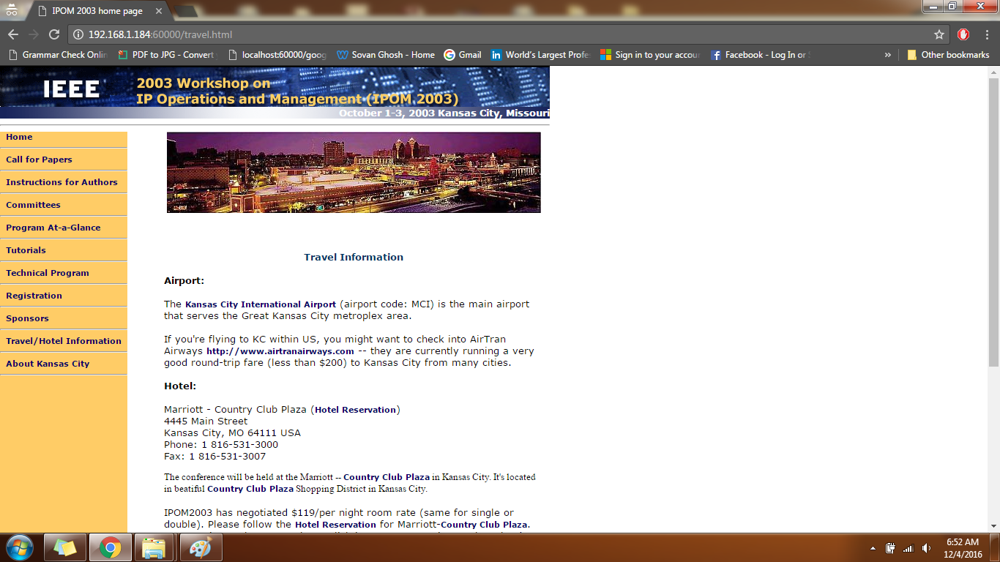 IPOM 2003 home page
192.168.1.184:60000/travel.html
Grammar Check Onlin
PDF to JPG - Convert
localhost:60000/goog
Sovan Ghosh - Home
Gmail
World's Largest Profe
Sign in to your accou
Facebook - Log In or S
»
Other bookmarks
IEEE
2003 Workshop on
IP Operations and Management (IPOM 2003)
October 1-3, 2003 Kansas City, Missouri
Home
Call for Papers
Instructions for Authors
Committees
Program At-a-Glance
Tutorials
Technical Program
Registration
Sponsors
Travel/Hotel Information
About Kansas City
Travel Information
Airport:
The Kansas City International Airport (airport code: MCI) is the main airport
that serves the Great Kansas City metroplex area.
If you're flying to KC within US, you might want to check into AirTran
Airways http://www.airtranairways.com -- they are currently running a very
good round-trip fare (less than $200) to Kansas City from many cities.
Hotel:
Marriott - Country Club Plaza (Hotel Reservation)
4445 Main Street
Kansas City, MO 64111 USA
Phone: 1 816-531-3000
Fax: 1 816-531-3007
The conference will be held at the Marriott -- Country Club Plaza in Kansas City. It's located
in beatiful Country Club Plaza Shopping District in Kansas City.
IPOM2003 has negotiated $119/per night room rate (same for single or
double). Please follow the Hotel Reservation for Marriott-Country Club Plaza.
6:52 AM
12/4/2016